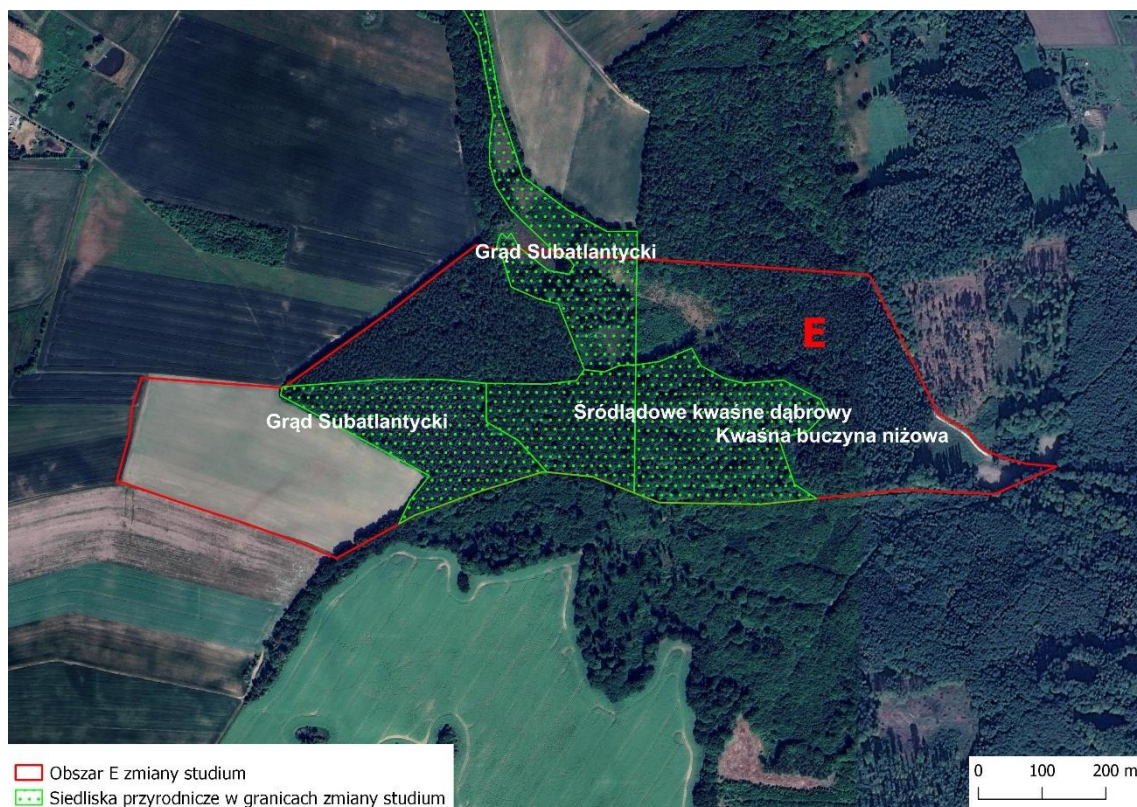 Grąd Subatlantycki
E
Grąd Subatlantycki
Śródlądowe kwaśne dąbrowy
Kwaśna buczyna niżowa
Obszar E zmiany studium
Siedliska przyrodnicze w granicach zmiany studium
0 100 200 m